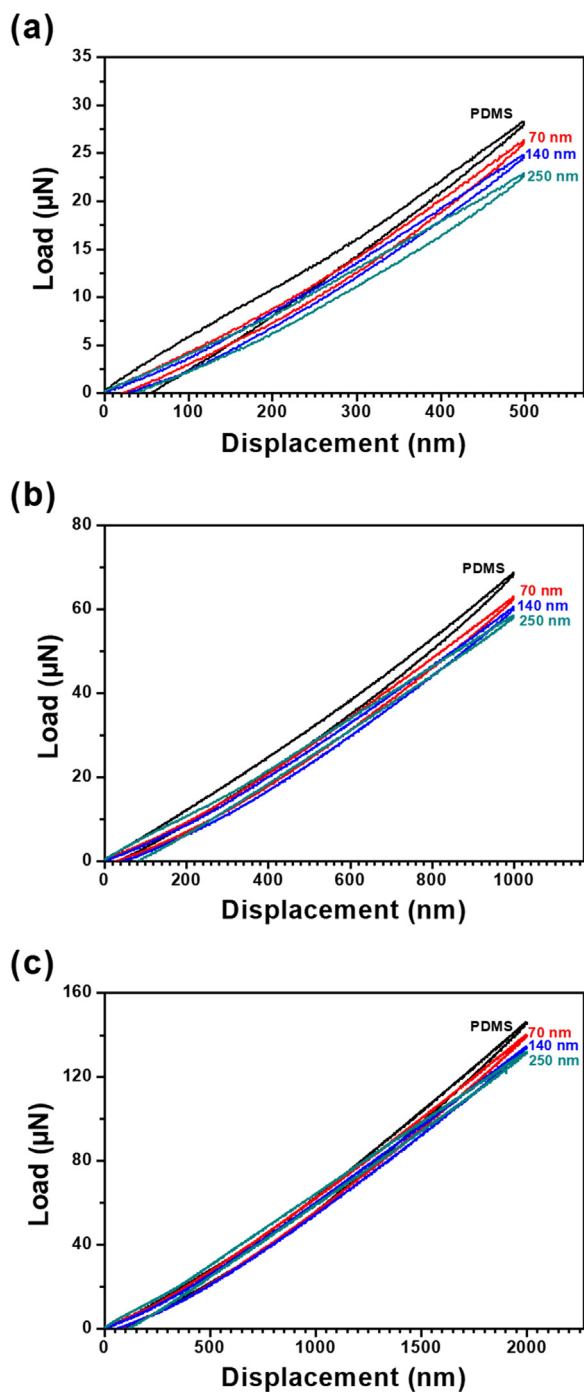 (a)
35
30
25
20
15
10
5
0
Load (µN)
PDMS
70 nm
140 nm
250 nm
0 100 200 300 400 500
Displacement (nm)
(b)
80
60
40
20
0
Load (µN)
PDMS
70 nm
140 nm
250 nm
0 200 400 600 800 1000
Displacement (nm)
(c)
160
120
80
40
0
Load (µN)
PDMS
70 nm
140 nm
250 nm
0 500 1000 1500 2000
Displacement (nm)